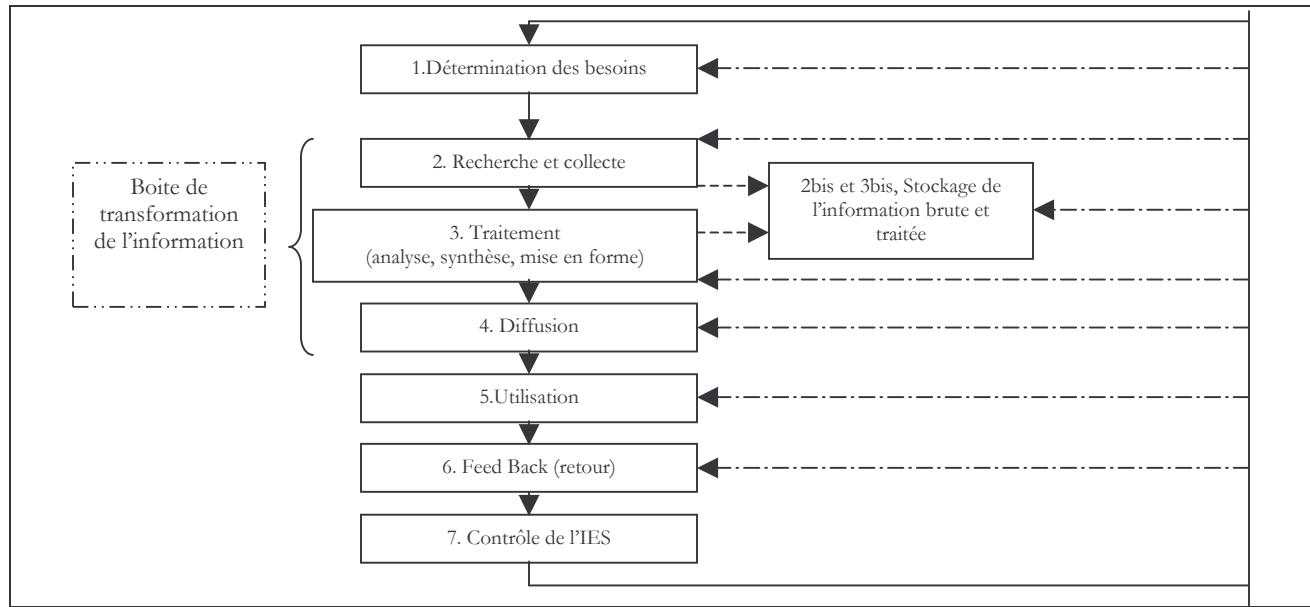 1.Détermination des besoins
2. Recherche et collecte
Boite de
transformation
de l'information
2bis et 3bis, Stockage de
l'information brute et
traitée
3. Traitement
(analyse, synthèse, mise en forme)
4. Diffusion
5.Utilisation
6. Feed Back (retour)
7. Contrôle de l'IES